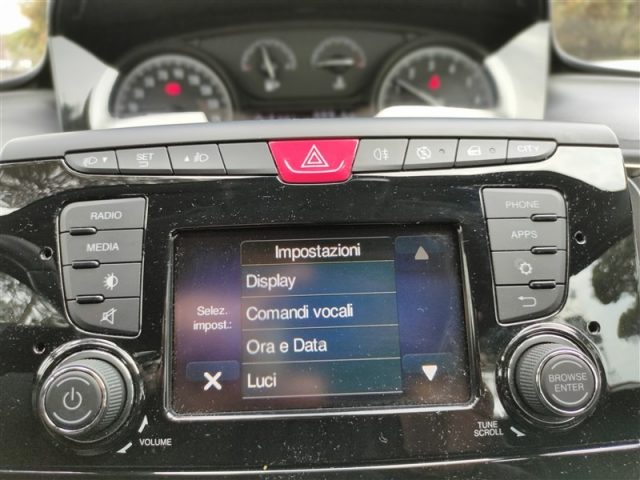 SET
CITY
RADIO
MEDIA
PHONE
APPS
Impostazioni
Display
Selez.
impost.:
Comandi vocali
Ora e Data
Luci
BROWSE
ENTER
VOLUME
TUNE
SCROLL